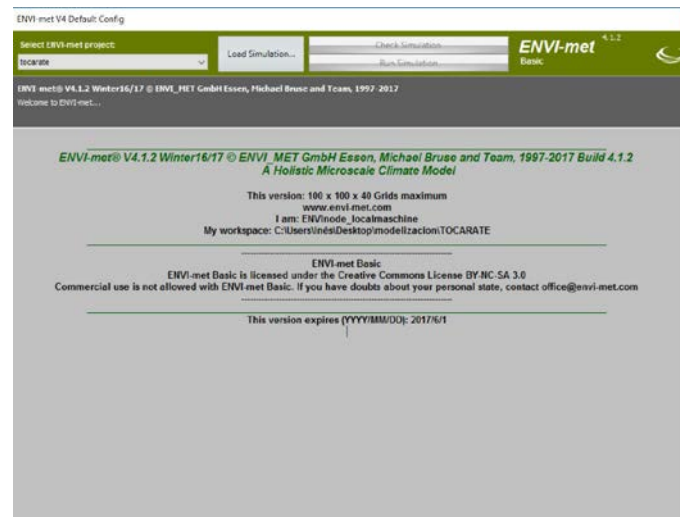 ENVI-met V4 Default Config
Select ENVI-met project:
tocarate
Load Simulation...
Check Simulation
Run Simulation
ENVI-met 4.1.2
Basic
ENVI-met® V4.1.2 Winter16/17 © ENVI_MET GmbH Essen, Michael Bruse and Team, 1997-2017
Welcome to ENVI-met...
ENVI-met® V4.1.2 Winter16/17 © ENVI_MET GmbH Essen, Michael Bruse and Team, 1997-2017 Build 4.1.2
A Holistic Microscale Climate Model
This version: 100 x 100 x 40 Grids maximum
www.envi-met.com
I am: ENVInode_localmaschine
My workspace: C:\Users\Inés\Desktop\modelizacion\TOCARATE
ENVI-met Basic
ENVI-met Basic is licensed under the Creative Commons License BY-NC-SA 3.0
Commercial use is not allowed with ENVI-met Basic. If you have doubts about your personal state, contact office@envi-met.com
This version expires (YYYY/MM/DD): 2017/6/1